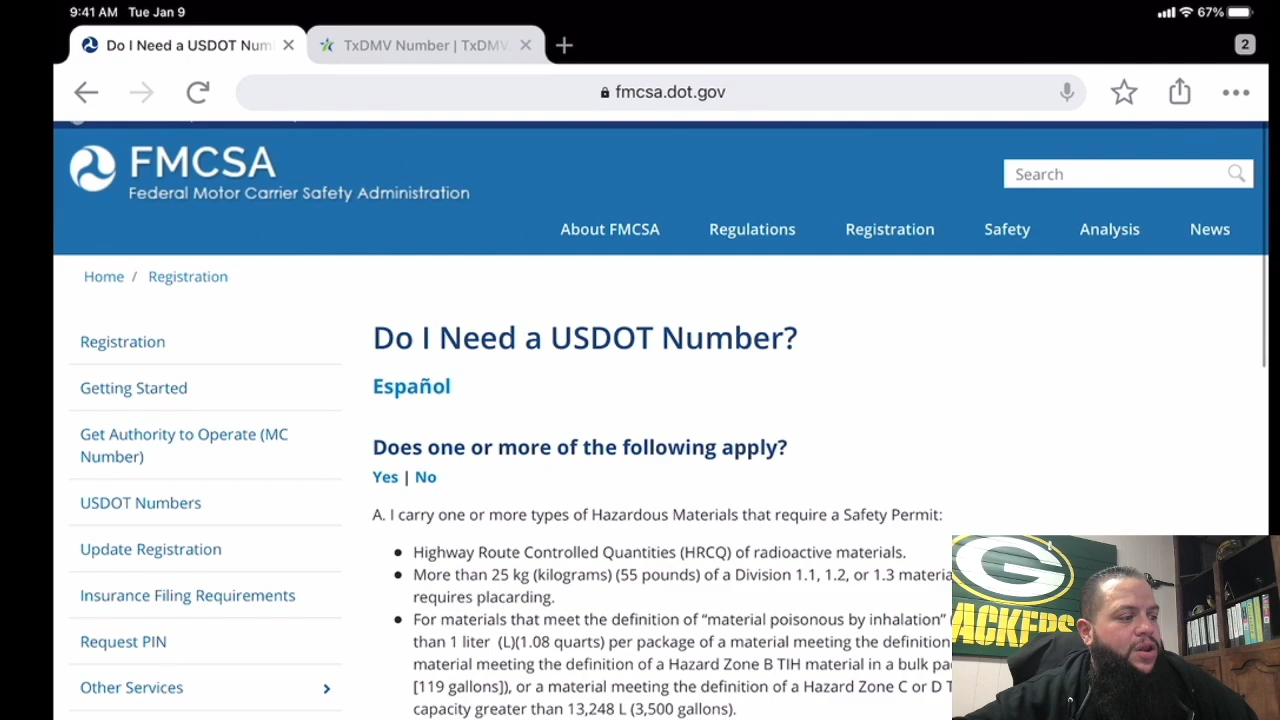 9:41 AM Tue Jan 9
67%
Do I Need a USDOT Num
TxDMV Number | TxDMV
2
fmcsa.dot.gov
FMCSA
Federal Motor Carrier Safety Administration
Search
About FMCSA Regulations Registration Safety Analysis News
Home / Registration
Registration
Getting Started
Get Authority to Operate (MC
Number)
USDOT Numbers
Update Registration
Insurance Filing Requirements
Request PIN
Other Services
Do I Need a USDOT Number?
Español
Does one or more of the following apply?
Yes | No
A. I carry one or more types of Hazardous Materials that require a Safety Permit:
Highway Route Controlled Quantities (HRCQ) of radioactive materials.
More than 25 kg (kilograms) (55 pounds) of a Division 1.1, 1.2, or 1.3 materia
requires placarding.
For materials that meet the definition of “material poisonous by inhalation” (
than 1 liter (L)(1.08 quarts) per package of a material meeting the definition
material meeting the definition of a Hazard Zone B TIH material in a bulk pa
[119 gallons]), or a material meeting the definition of a Hazard Zone C or D T
capacity greater than 13,248 L (3,500 gallons).
G
ACKERS